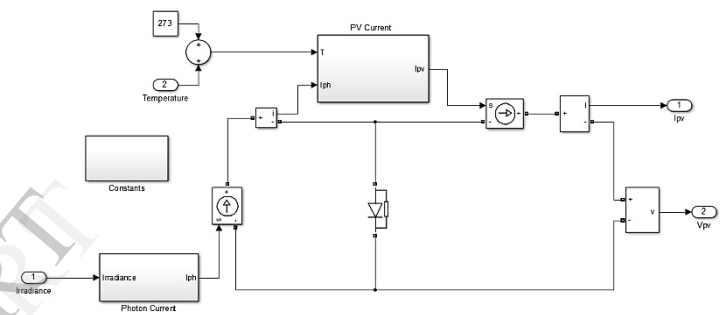 273
PV Current
+
+
T
Iph
Ipv
2
Temperature
+
i
-
s
-
+
+
I
-
1
Ipv
Constants
+
s
-
+
-
v
2
Vpv
1
Irradiance
Irradiance
Iph
Photon Current